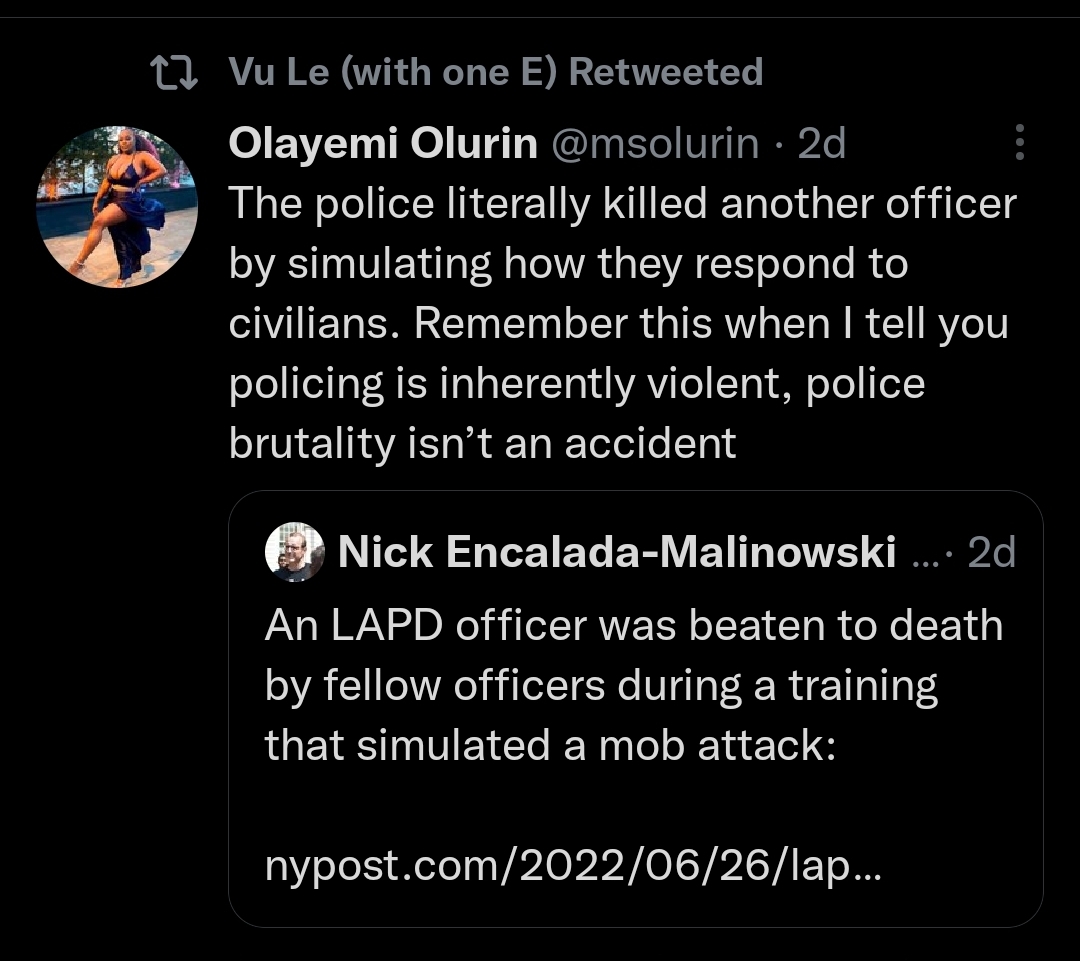 Vu Le (with one E) Retweeted
Olayemi Olurin @msolurin · 2d
The police literally killed another officer
by simulating how they respond to
civilians. Remember this when I tell you
policing is inherently violent, police
brutality isn’t an accident
Nick Encalada-Malinowski ...· 2d
An LAPD officer was beaten to death
by fellow officers during a training
that simulated a mob attack:
nypost.com/2022/06/26/lap...